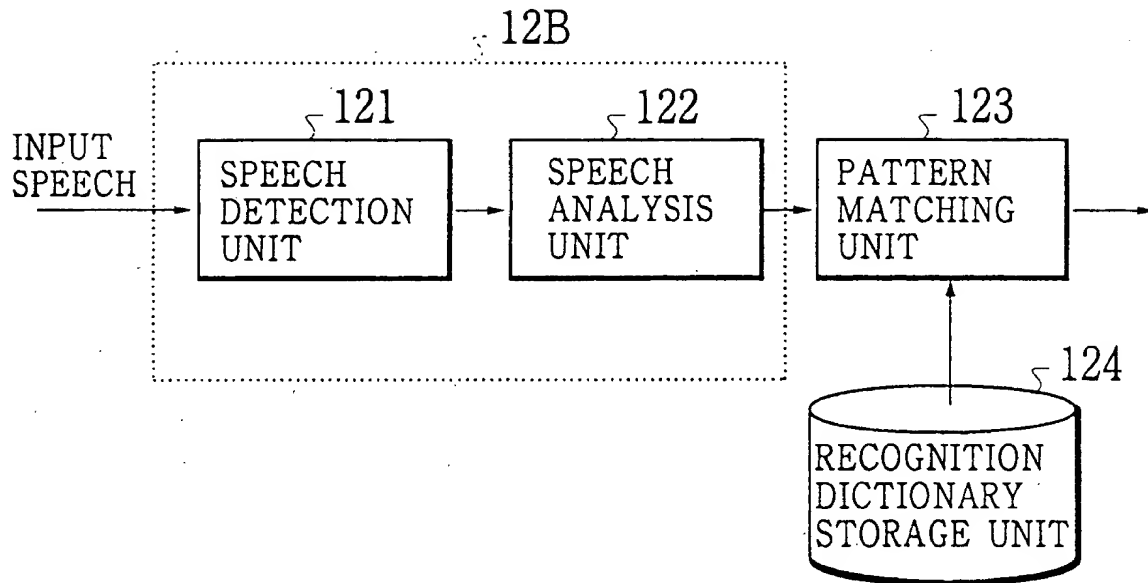 12B
121
122
123
INPUT
SPEECH
SPEECH
DETECTION
UNIT
SPEECH
ANALYSIS
UNIT
PATTERN
MATCHING
UNIT
124
RECOGNITION
DICTIONARY
STORAGE UNIT